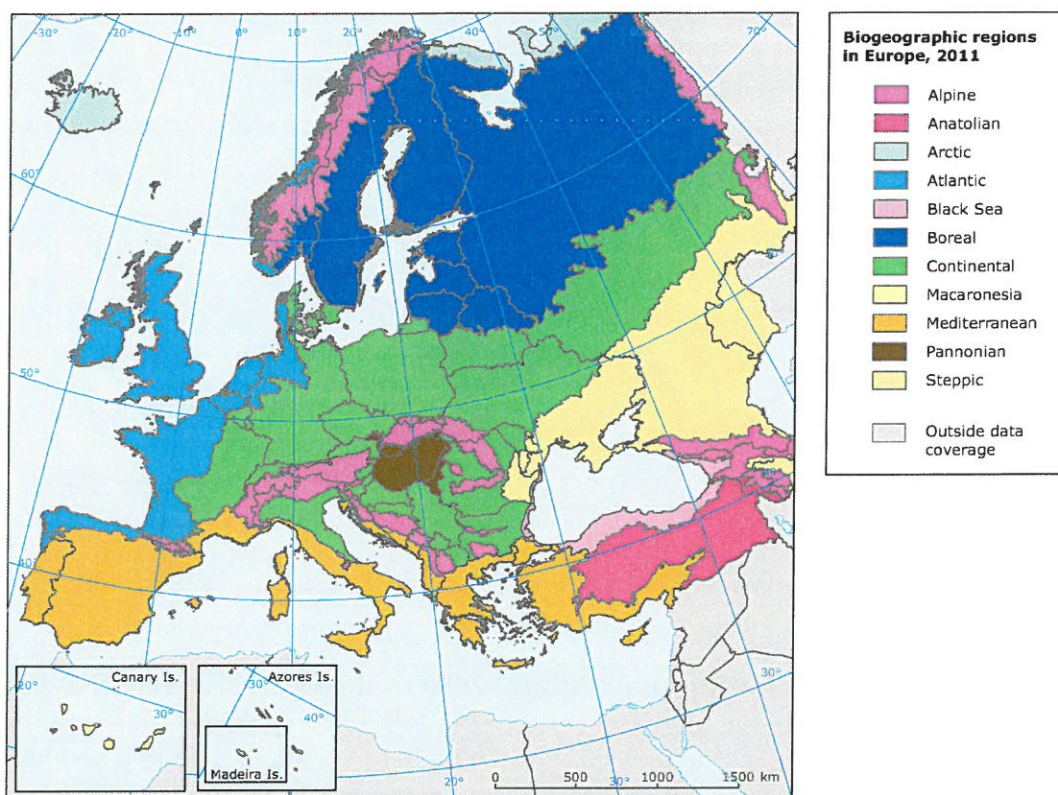 -30°
-20°
-10°
0°
10°
20°
30°
60°
70°
60°
50°
50°
40°
40°
Canary Is.
20°
30°
Azores Is.
30°
40°
Madeira Is.
30°
20°
30°
0 500 1000 1500 km
Biogeographic regions
in Europe, 2011
Alpine
Anatolian
Arctic
Atlantic
Black Sea
Boreal
Continental
Macaronesia
Mediterranean
Pannonian
Steppic
Outside data
coverage